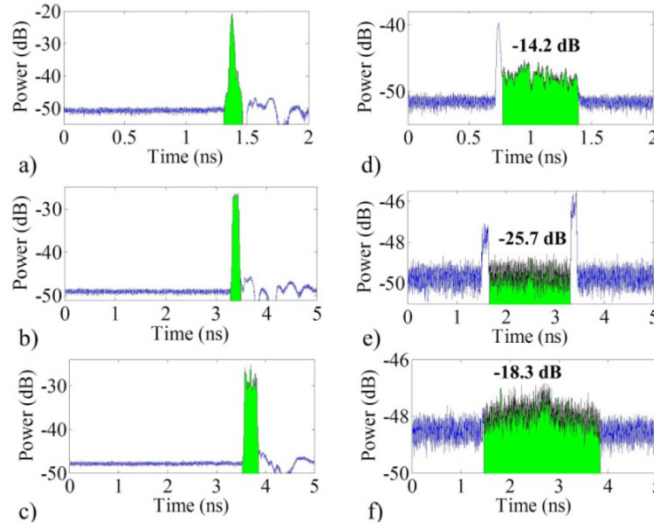 -20
-30
-40
-50
Power (dB)
0 0.5 1 1.5 2
Time (ns)
a)
-40
-50
Power (dB)
-14.2 dB
0 0.5 1 1.5 2
Time (ns)
d)
-30
-40
-50
Power (dB)
0 1 2 3 4 5
Time (ns)
b)
-46
-48
-50
Power (dB)
-25.7 dB
0 1 2 3 4 5
Time (ns)
e)
-30
-40
-50
Power (dB)
0 1 2 3 4 5
Time (ns)
c)
-46
-48
-50
Power (dB)
-18.3 dB
0 1 2 3 4 5
Time (ns)
f)